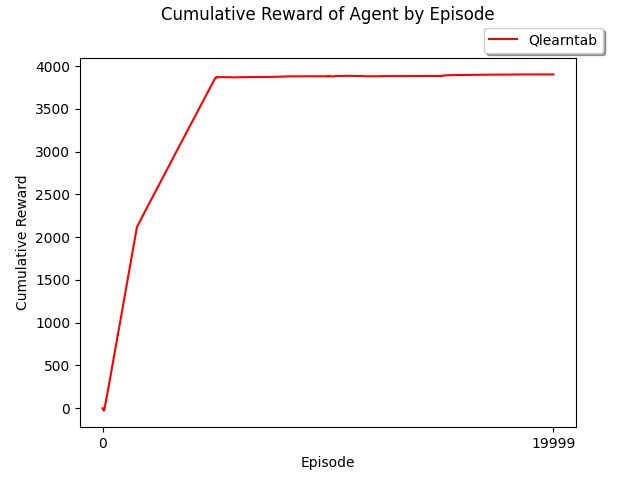 Cumulative Reward of Agent by Episode
Qlearntab
4000
3500
3000
2500
2000
1500
1000
500
0
Cumulative Reward
0
19999
Episode